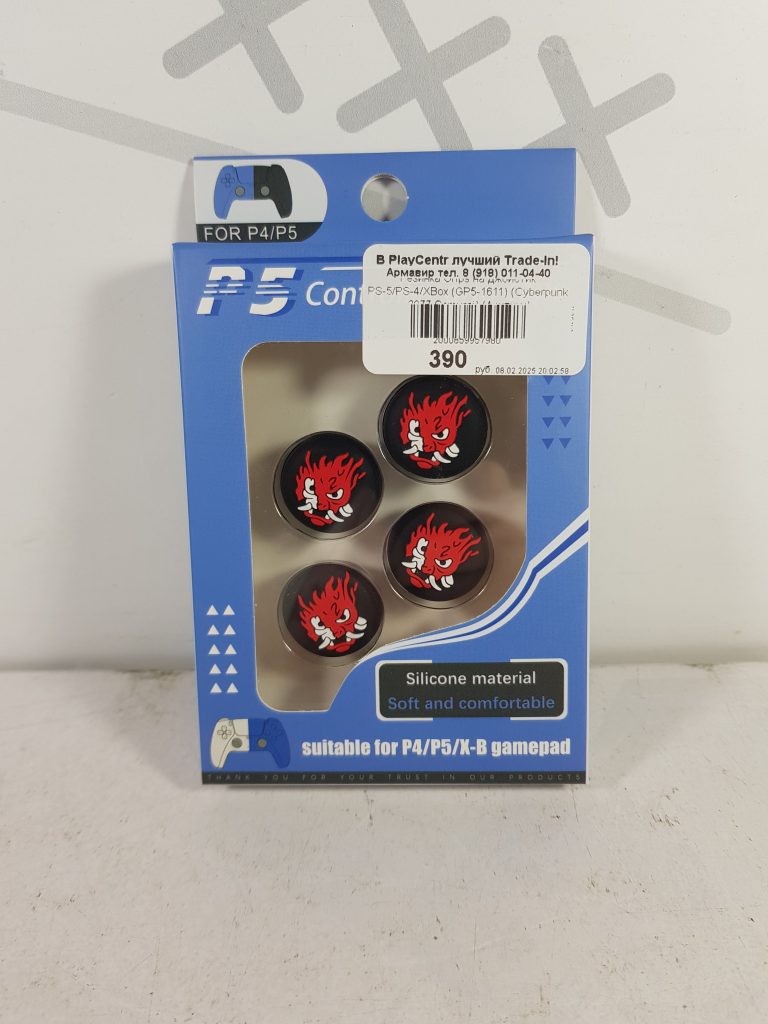 FOR P4/P5
P5 Cont
В PlayCentr лучший Trade-In!
Армавир тел. 8 (918) 011-04-40
PS-5/PS-4/XBox (GP5-1611) (Cyberpunk
2000859957980
390 руб. 08.02.2025 20:02:59
Silicone material
Soft and comfortable
suitable for P4/P5/X-B gamepad
THANK YOU FOR YOUR TRUST IN OUR PRODUCTS